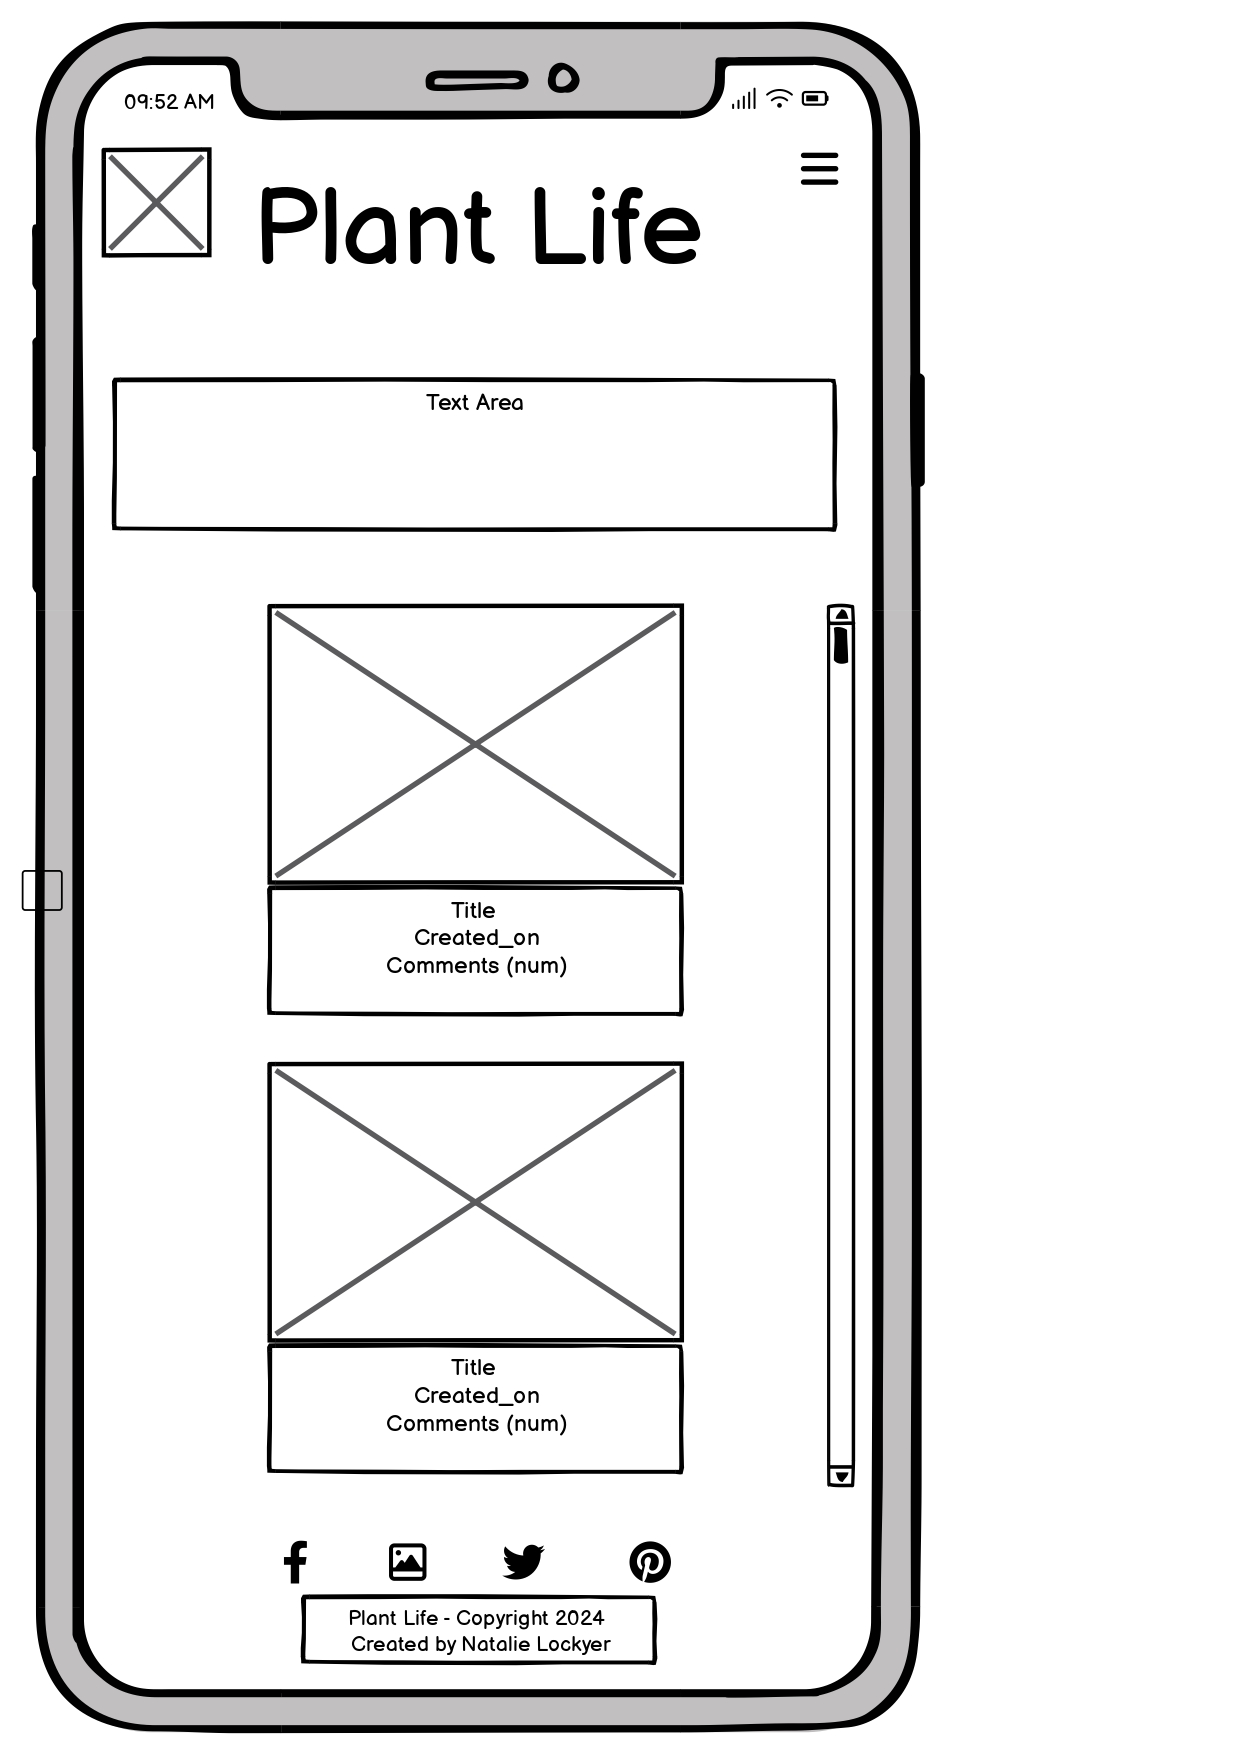 09:52 AM
Plant Life
Text Area
Title
Created_on
Comments (num)
Title
Created_on
Comments (num)
Plant Life - Copyright 2024
Created by Natalie Lockyer